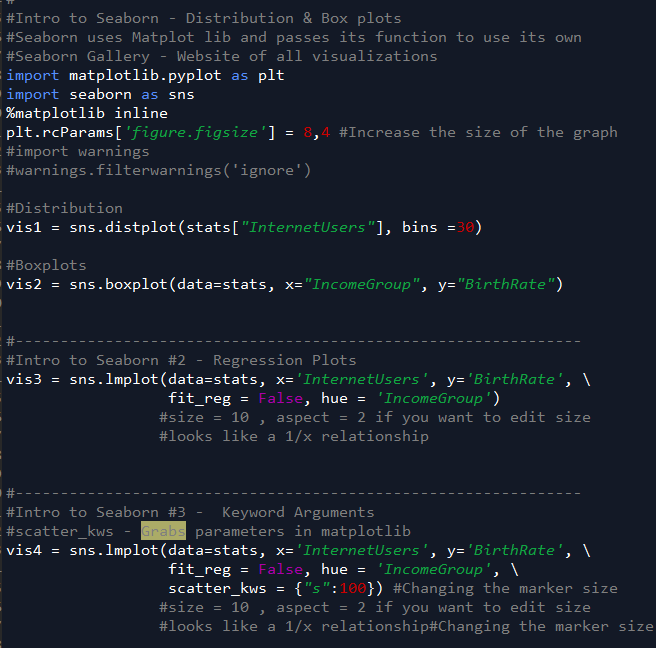 #
#Intro to Seaborn - Distribution & Box plots
#Seaborn uses Matplot lib and passes its function to use its own
#Seaborn Gallery - Website of all visualizations
import matplotlib.pyplot as plt
import seaborn as sns
%matplotlib inline
plt.rcParams['figure.figsize'] = 8,4 #Increase the size of the graph
#import warnings
#warnings.filterwarnings('ignore')
#Distribution
vis1 = sns.distplot(stats["InternetUsers"], bins =30)
#Boxplots
vis2 = sns.boxplot(data=stats, x="IncomeGroup", y="BirthRate")
#----------------------------------------------------------
#Intro to Seaborn #2 - Regression Plots
vis3 = sns.lmplot(data=stats, x='InternetUsers', y='BirthRate', \
fit_reg = False, hue = 'IncomeGroup')
#size = 10 , aspect = 2 if you want to edit size
#looks like a 1/x relationship
#----------------------------------------------------------
#Intro to Seaborn #3 -  Keyword Arguments
#scatter_kws - Grabs parameters in matplotlib
vis4 = sns.lmplot(data=stats, x='InternetUsers', y='BirthRate', \
fit_reg = False, hue = 'IncomeGroup', \
scatter_kws = {"s":100}) #Changing the marker size
#size = 10 , aspect = 2 if you want to edit size
#looks like a 1/x relationship#Changing the marker size